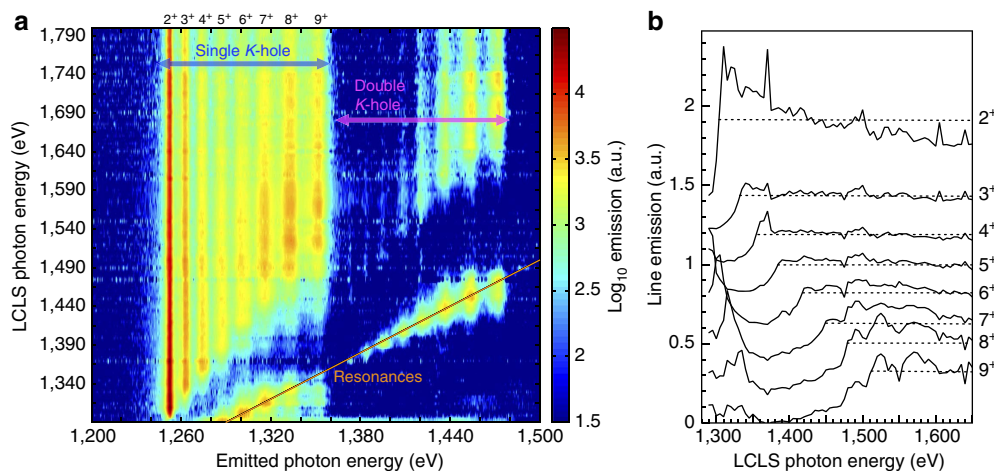 a
2+ 3+ 4+ 5+ 6+ 7+ 8+ 9+
1,790
1,740
1,690
1,640
1,590
1,540
1,490
1,440
1,390
1,340
LCLS photon energy (eV)
Single K-hole
Double
K-hole
Resonances
1,200 1,260 1,320 1,380 1,440 1,500
Emitted photon energy (eV)
4
3.5
3
2.5
2
1.5
Log10 emission (a.u.)
b
2
1.5
1
0.5
0
Line emission (a.u.)
2+
3+
4+
5+
6+
7+
8+
9+
1,300 1,400 1,500 1,600
LCLS photon energy (eV)